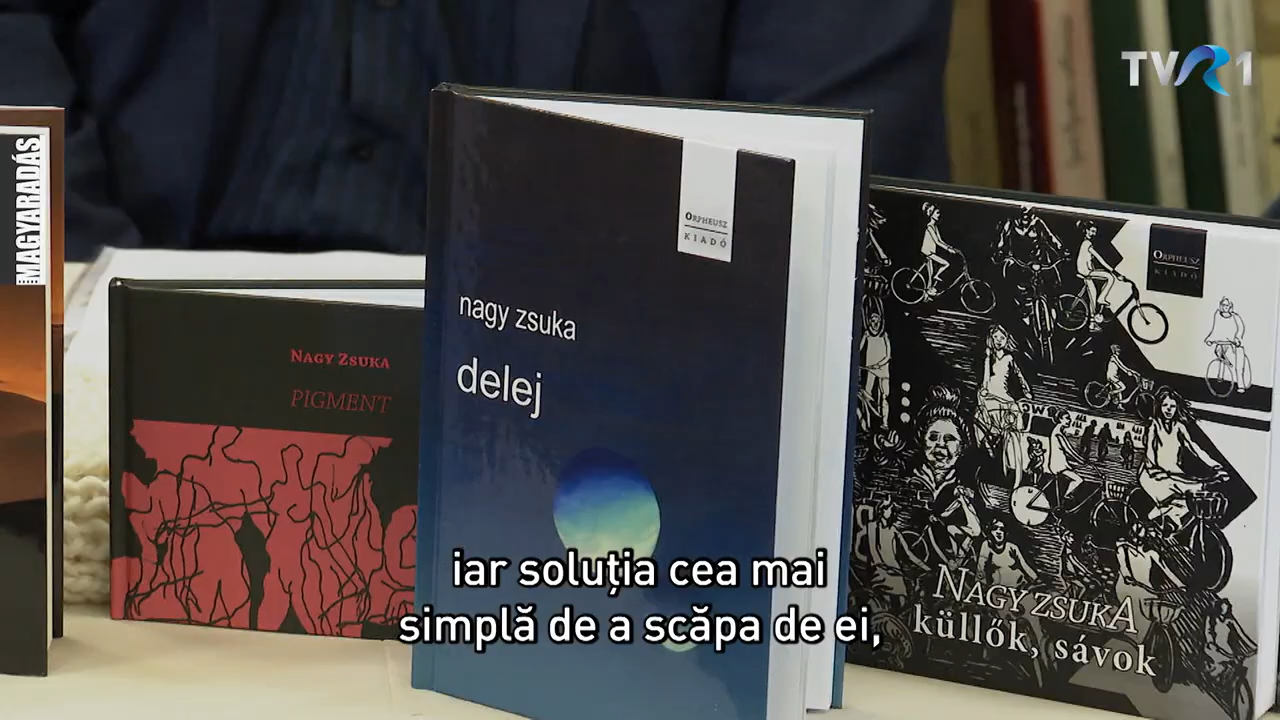 TVR1
MAGYARADÁS
ORPHEUSZ
KIADÓ
nagy zsuka
delej
NAGY ZSUKA
PIGMENT
ORPHEUSZ
KIADÓ
NAGY ZSUKA
küllők, sávok
iar soluția cea mai
simplă de a scăpa de ei,